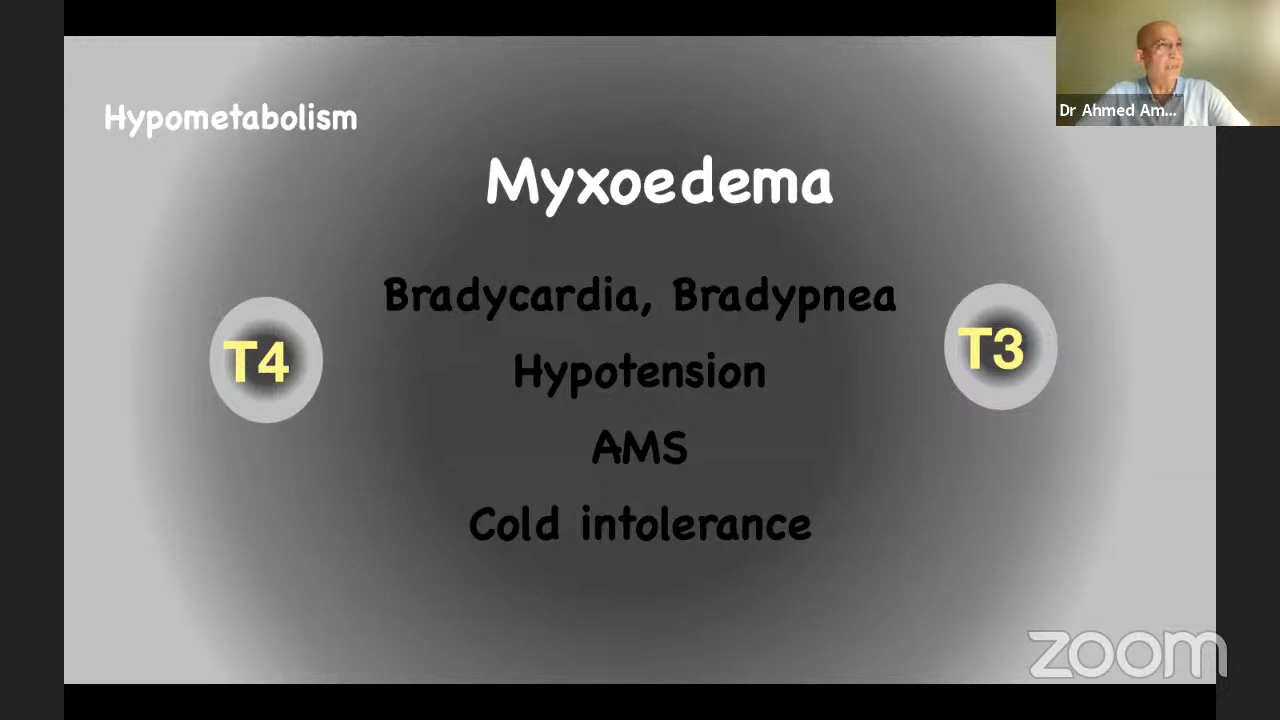 Hypometabolism
Dr Ahmed Am...
Myxoedema
Bradycardia, Bradypnea
T4
T3
Hypotension
AMS
Cold intolerance
zoom